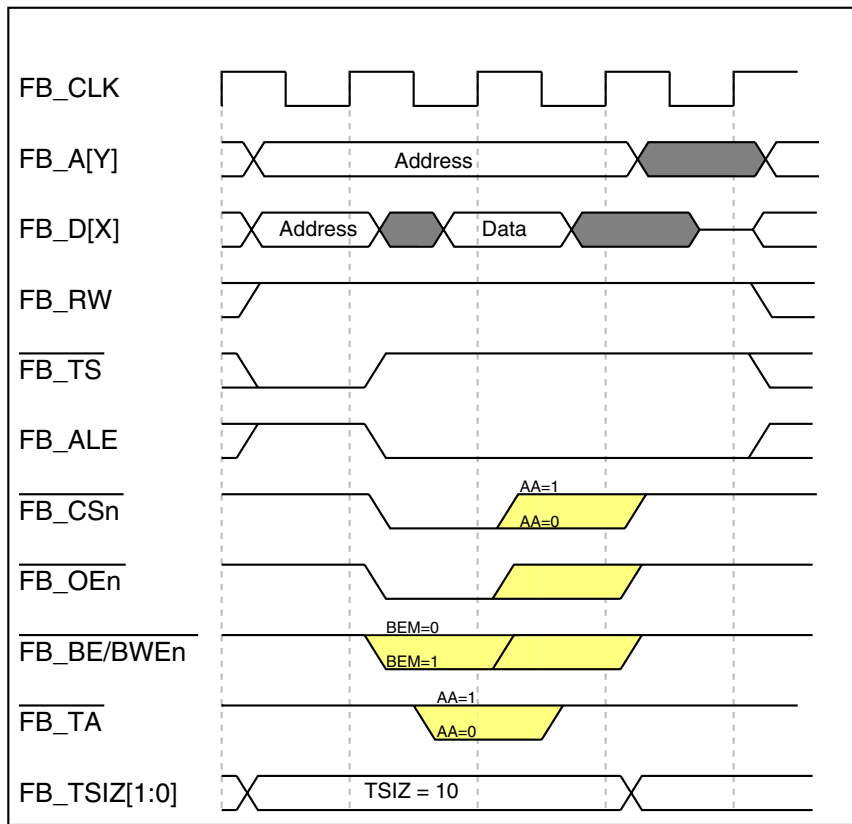 FB_CLK
FB_A[Y]
Address
FB_D[X]
Address
Data
FB_RW
FB_TS
FB_ALE
FB_CSn
AA=1
AA=0
FB_OEn
FB_BE/BWEn
BEM=0
BEM=1
FB_TA
AA=1
AA=0
FB_TSIZ[1:0]
TSIZ = 10